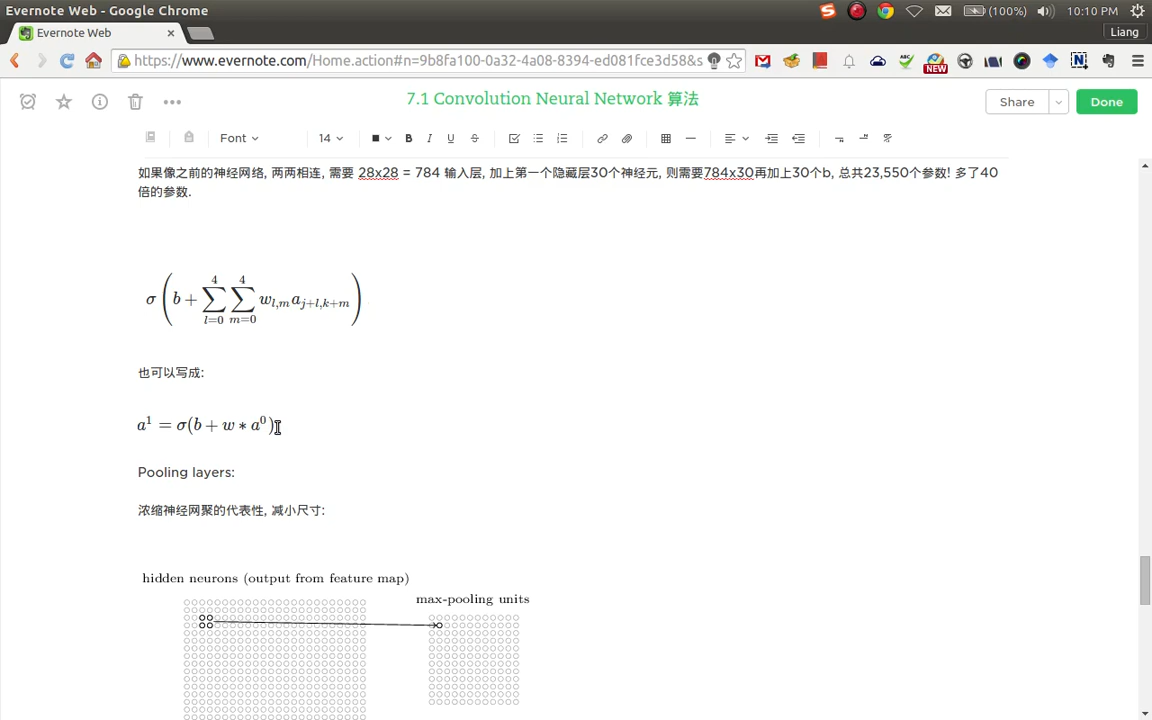 Evernote Web - Google Chrome
(100%)
10:10 PM
Evernote Web
Liang
https://www.evernote.com/Home.action#n=9b8fa100-0a32-4a08-8394-ed081fce3d58&s
NEW
7.1 Convolution Neural Network 算法
Share
Done
Font
14
B I U
如果像之前的神经网络, 两两相连, 需要 28x28 = 784 输入层, 加上第一个隐藏层30个神经元, 则需要784x30再加上30个b, 总共23,550个参数! 多了40
倍的参数.
σ(b + ∑_{l=0}^{4} ∑_{m=0}^{4} w_{l,m} a_{j+l,k+m})
也可以写成:
a¹ = σ(b + w ∗ a⁰)
Pooling layers:
浓缩神经网聚的代表性, 减小尺寸:
hidden neurons (output from feature map)
max-pooling units